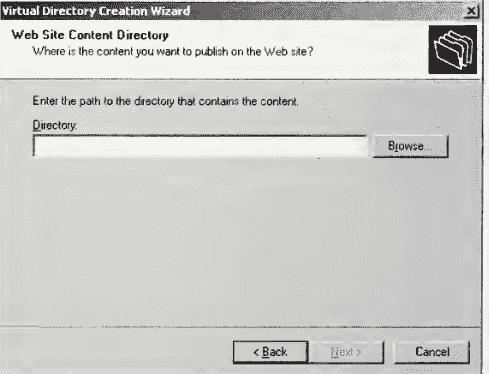 Virtual Directory Creation Wizard
Web Site Content Directory
Where is the content you want to publish on the Web site?
Enter the path to the directory that contains the content.
Directory:
Browse...
< Back
Next >
Cancel